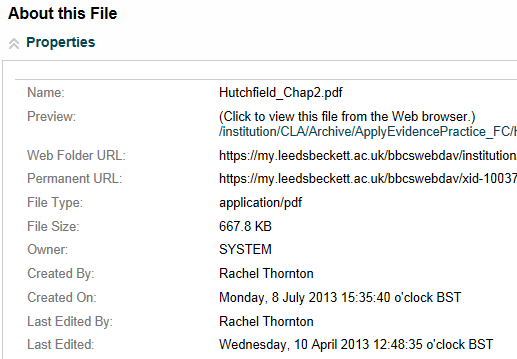 About this File
Properties
Name: Hutchfield_Chap2.pdf
Preview: (Click to view this file from the Web browser.)
/institution/CLA/Archive/ApplyEvidencePractice_FC/
Web Folder URL: https://my.leedsbeckett.ac.uk/bbcswebdav/institution
Permanent URL: https://my.leedsbeckett.ac.uk/bbcswebdav/xid-10037
File Type: application/pdf
File Size: 667.8 KB
Owner: SYSTEM
Created By: Rachel Thornton
Created On: Monday, 8 July 2013 15:35:40 o'clock BST
Last Edited By: Rachel Thornton
Last Edited: Wednesday, 10 April 2013 12:48:35 o'clock BST